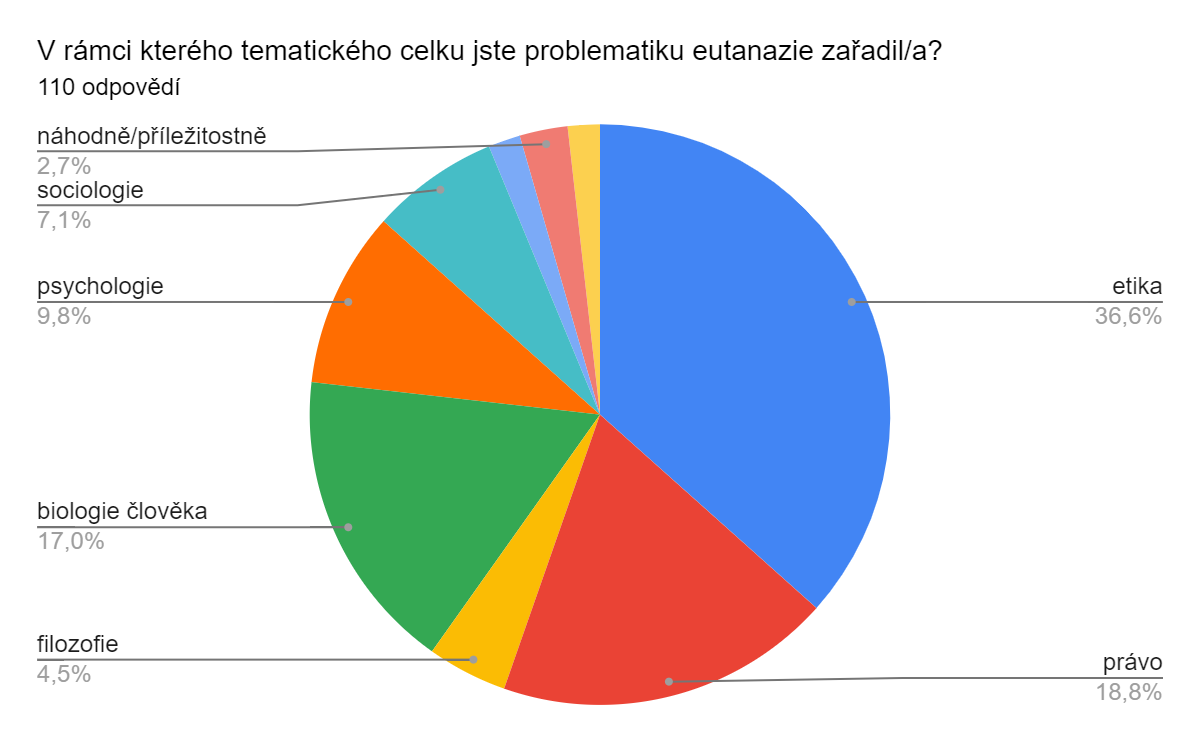 V rámci kterého tematického celku jste problematiku eutanazie zařadil/a?
110 odpovědí
náhodně/příležitostně
2,7%
sociologie
7,1%
psychologie
9,8%
biologie člověka
17,0%
filozofie
4,5%
etika
36,6%
právo
18,8%